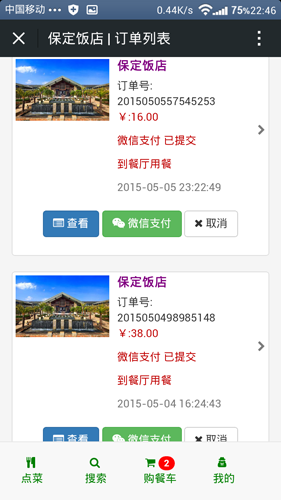 中国移动 0.44K/s 75% 22:46
保定饭店 | 订单列表
保定饭店
订单号:
2015050557545253
￥:16.00
微信支付 已提交
到餐厅用餐
2015-05-05 23:22:49
查看 微信支付 取消
保定饭店
订单号:
2015050498985148
￥:38.00
微信支付 已提交
到餐厅用餐
2015-05-04 16:24:43
查看 微信支付 取消
点菜 搜索 购餐车 2 我的